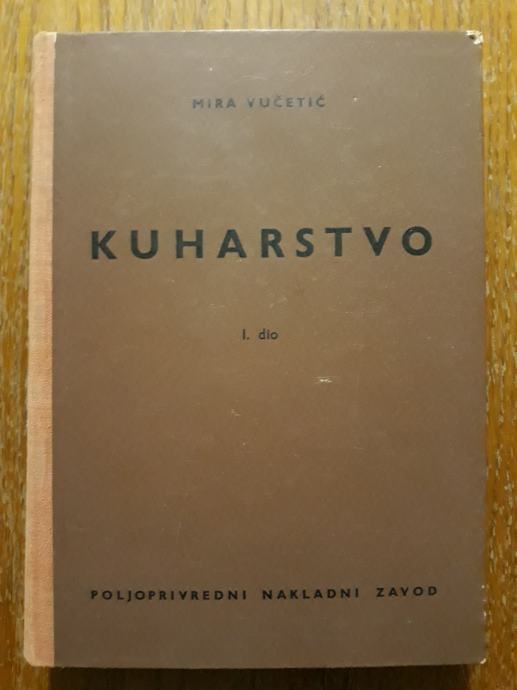 MIRA VUČETIĆ
KUHARSTVO
I. dio
POLJOPRIVREDNI NAKLADNI ZAVOD